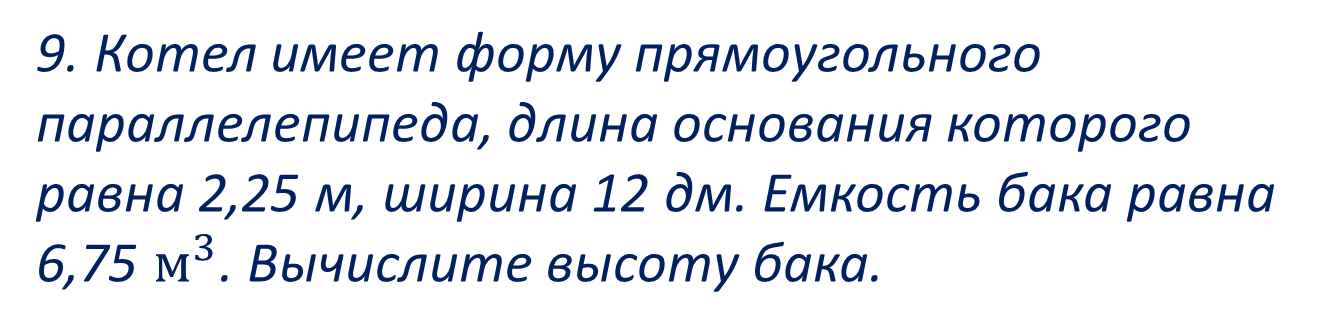 9. Котел имеет форму прямоугольного
параллелепипеда, длина основания которого
равна 2,25 м, ширина 12 дм. Емкость бака равна
6,75 м³. Вычислите высоту бака.